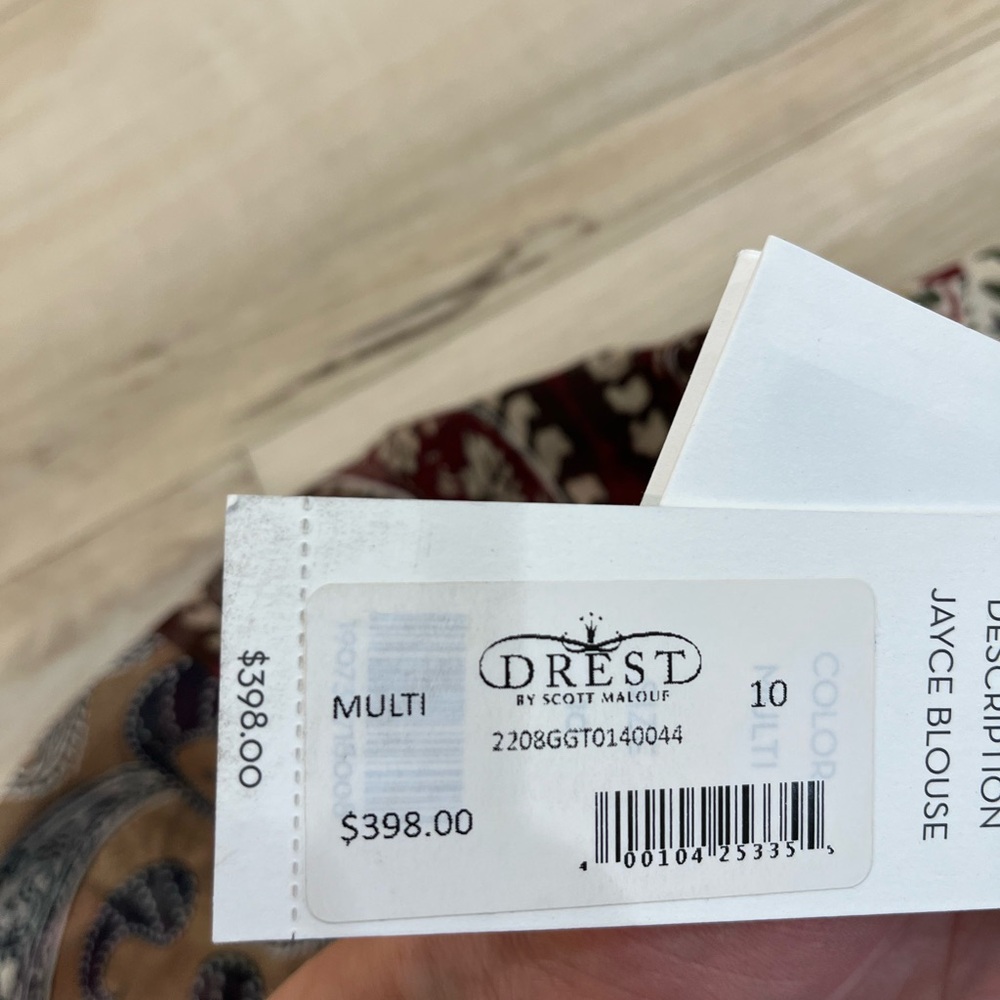 $398.00
DREST
BY SCOTT MALOUF
MULTI
10
2208GGT0140044
$398.00
4 00104 25335 5
DESCRIPTION
JAYCE BLOUSE
COLOR
MULTI